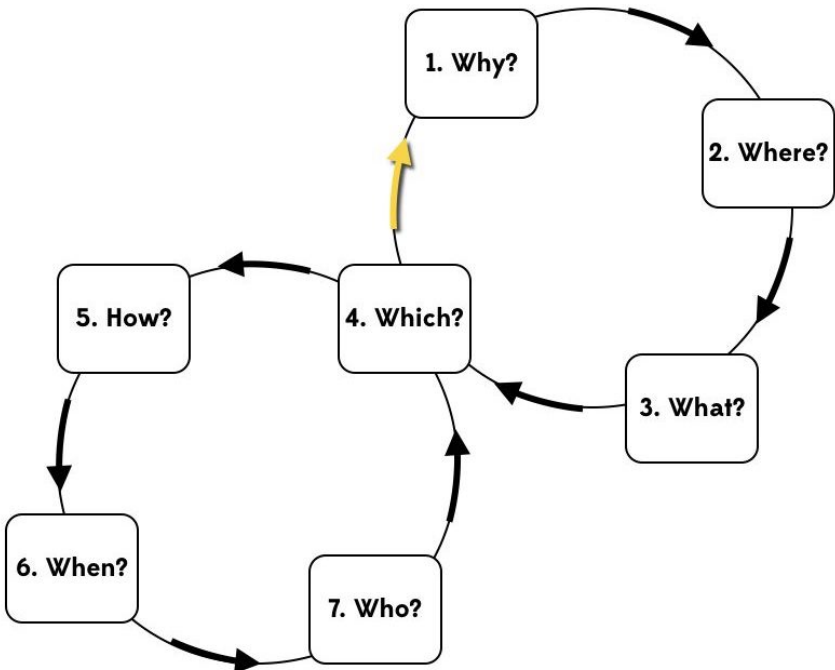 1. Why?
2. Where?
3. What?
4. Which?
5. How?
6. When?
7. Who?